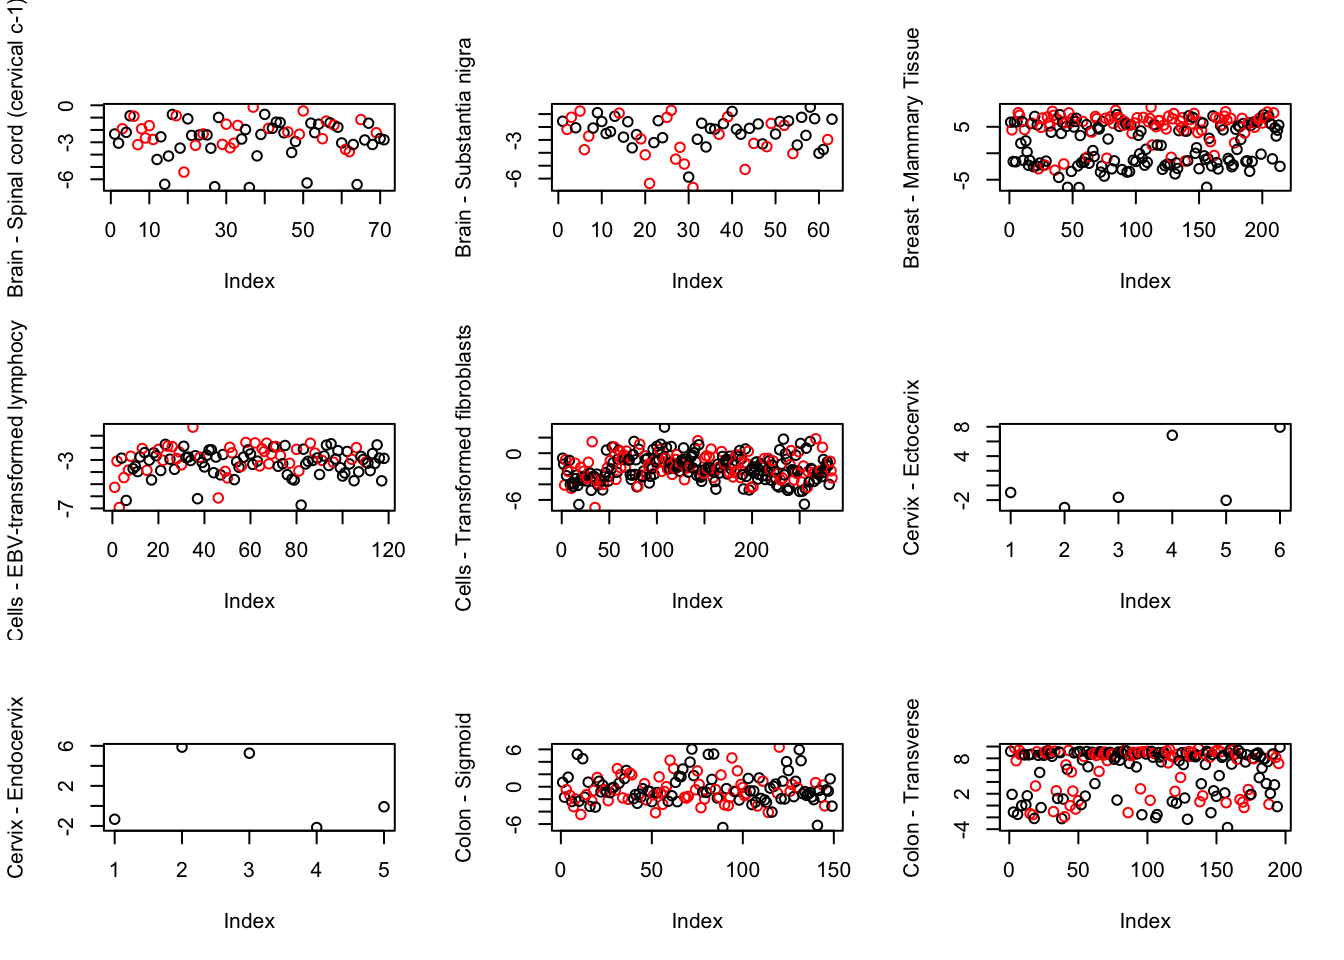 Brain - Spinal cord (cervical c-1)
0
-3
-6
0 10 30 50 70
Index
Brain - Substantia nigra
-3
-6
0 10 20 30 40 50 60
Index
Breast - Mammary Tissue
5
-5
0 50 100 150 200
Index
Cells - EBV-transformed lymphocy
-3
-7
0 20 40 60 80 120
Index
Cells - Transformed fibroblasts
0
-6
0 50 100 200
Index
Cervix - Ectocervix
8
4
-2
1 2 3 4 5 6
Index
Cervix - Endocervix
6
2
-2
1 2 3 4 5
Index
Colon - Sigmoid
6
0
-6
0 50 100 150
Index
Colon - Transverse
8
2
-4
0 50 100 150 200
Index